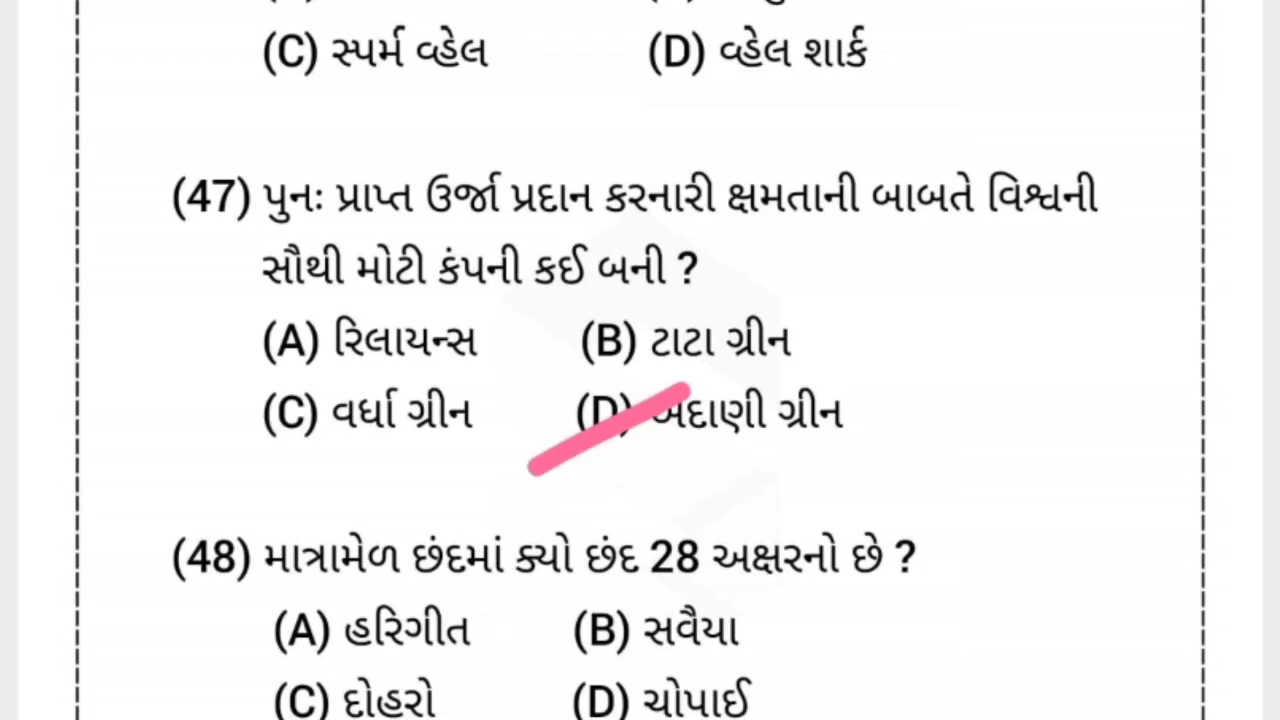 (C) સ્પર્મ વ્હેલ (D) વ્હેલ શાર્ક
(47) પુનઃ પ્રાપ્ત ઉર્જા પ્રદાન કરનારી ક્ષમતાની બાબતે વિશ્વની
સૌથી મોટી કંપની કઈ બની ?
(A) રિલાયન્સ (B) ટાટા ગ્રીન
(C) વર્ધા ગ્રીન (D) અદાણી ગ્રીન
(48) માત્રામેળ છંદમાં ક્યો છંદ 28 અક્ષરનો છે ?
(A) હરિગીત (B) સવૈયા
(C) દોહરો (D) ચોપાઈ